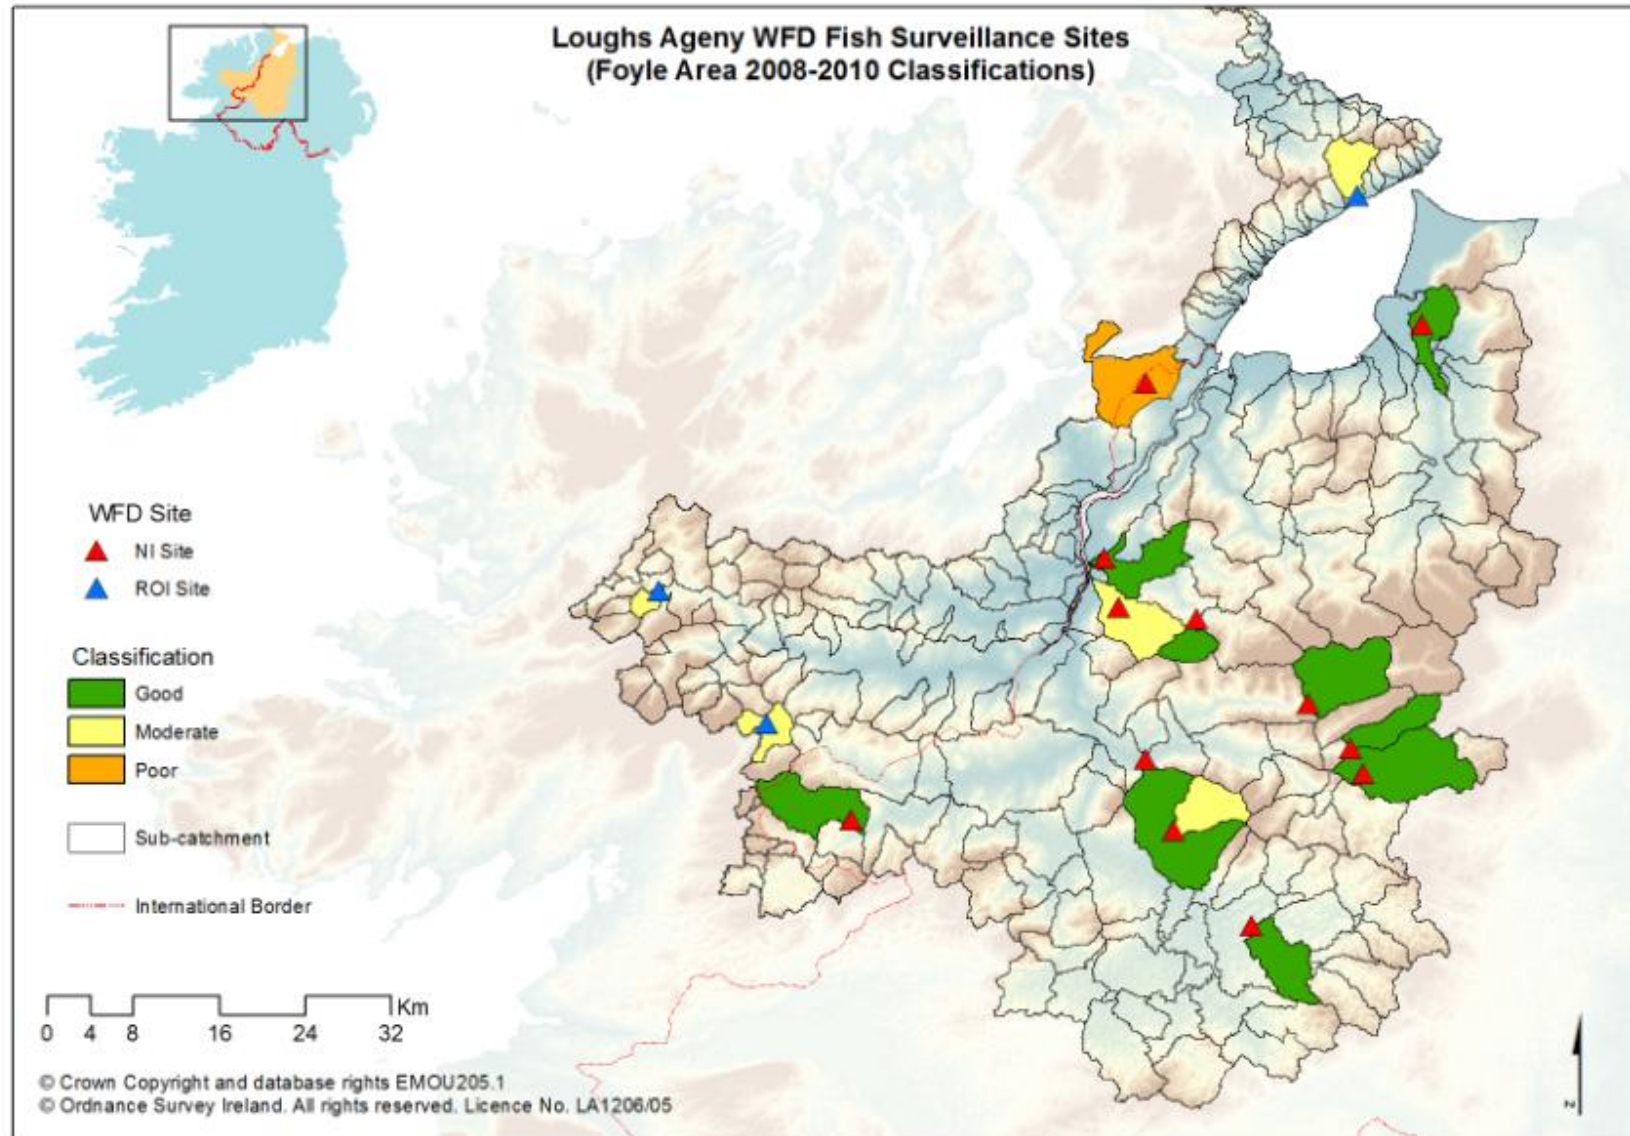 Loughs Ageny WFD Fish Surveillance Sites
(Foyle Area 2008-2010 Classifications)
WFD Site
NI Site
ROI Site
Classification
Good
Moderate
Poor
Sub-catchment
International Border
Km
0 4 8 16 24 32
© Crown Copyright and database rights EMOU205.1
© Ordnance Survey Ireland. All rights reserved. Licence No. LA1206/05
z